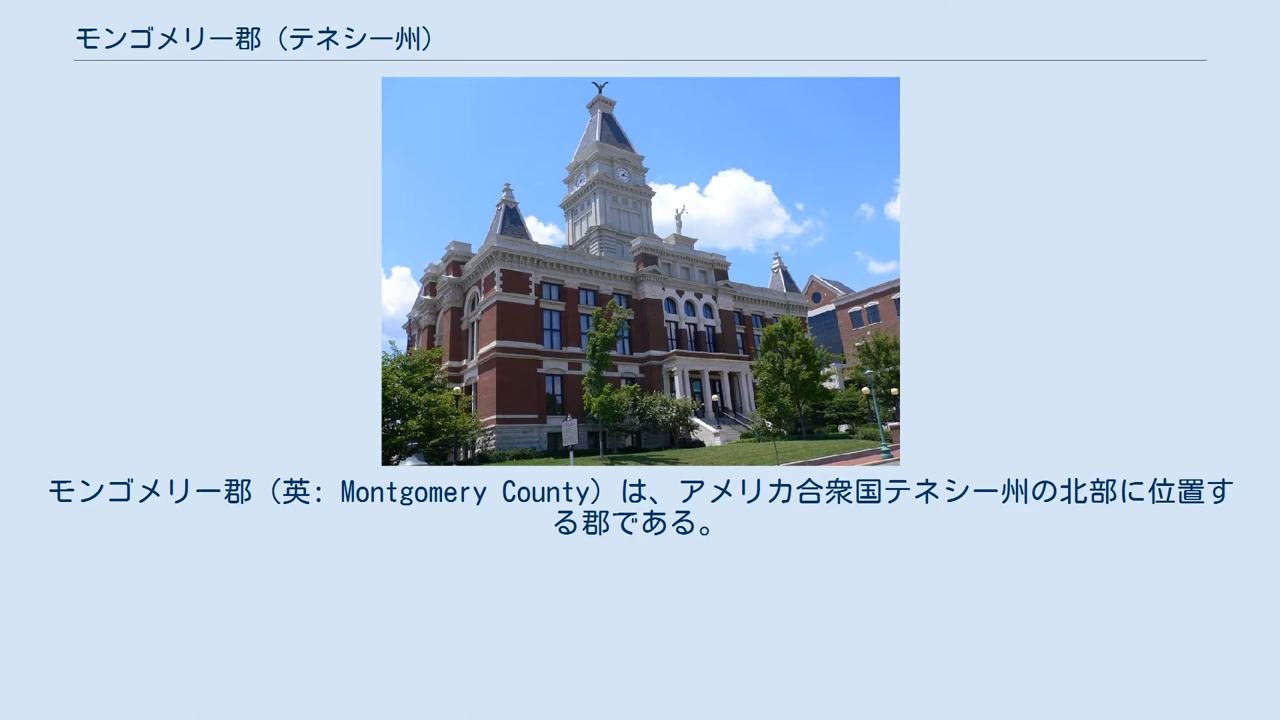 モンゴメリー郡（テネシー州）
モンゴメリー郡（英: Montgomery County）は、アメリカ合衆国テネシー州の北部に位置す
る郡である。